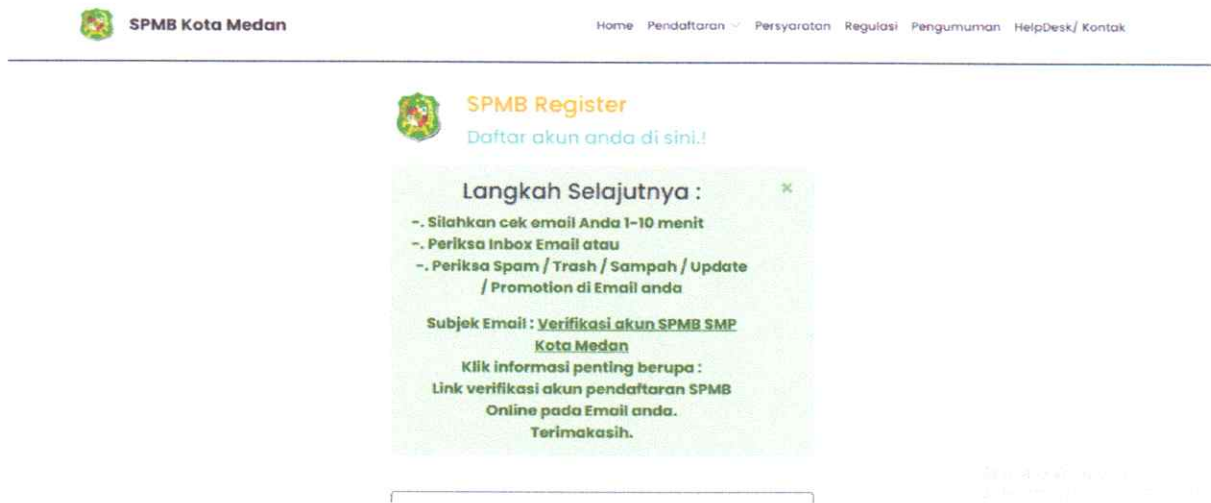 SPMB Kota Medan
Home Pendaftaran Persyaratan Regulasi Pengumuman HelpDesk/ Kontak
SPMB Register
Daftar akun anda di sini.!
Langkah Selajutnya :
×
-. Silahkan cek email Anda 1-10 menit
-. Periksa Inbox Email atau
-. Periksa Spam / Trash / Sampah / Update
/ Promotion di Email anda
Subjek Email : Verifikasi akun SPMB SMP
Kota Medan
Klik informasi penting berupa :
Link verifikasi akun pendaftaran SPMB
Online pada Email anda.
Terimakasih.